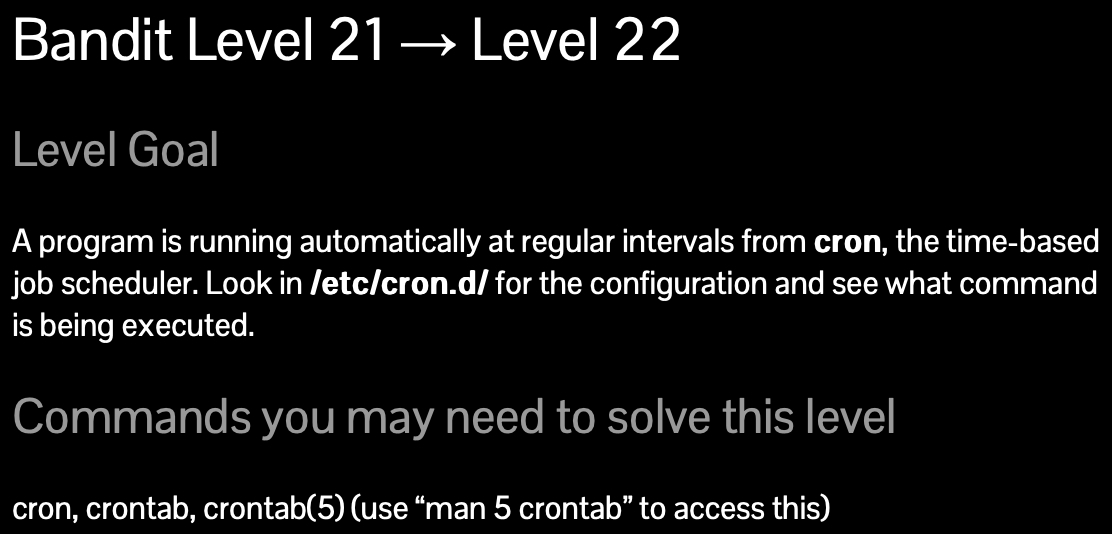 Bandit Level 21 → Level 22
Level Goal
A program is running automatically at regular intervals from cron, the time-based
job scheduler. Look in /etc/cron.d/ for the configuration and see what command
is being executed.
Commands you may need to solve this level
cron, crontab, crontab(5) (use “man 5 crontab” to access this)